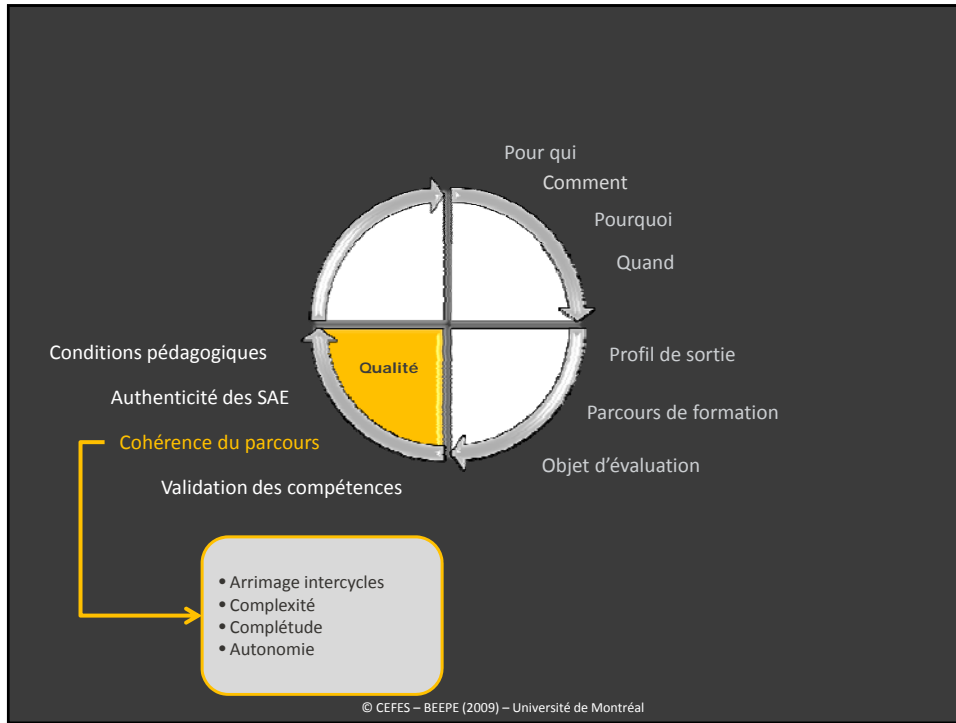 Pour qui
Comment
Pourquoi
Quand
Profil de sortie
Parcours de formation
Objet d'évaluation
Qualité
Conditions pédagogiques
Authenticité des SAE
Cohérence du parcours
Validation des compétences
• Arrimage intercycles
• Complexité
• Complétude
• Autonomie
© CEFES – BEEPE (2009) – Université de Montréal